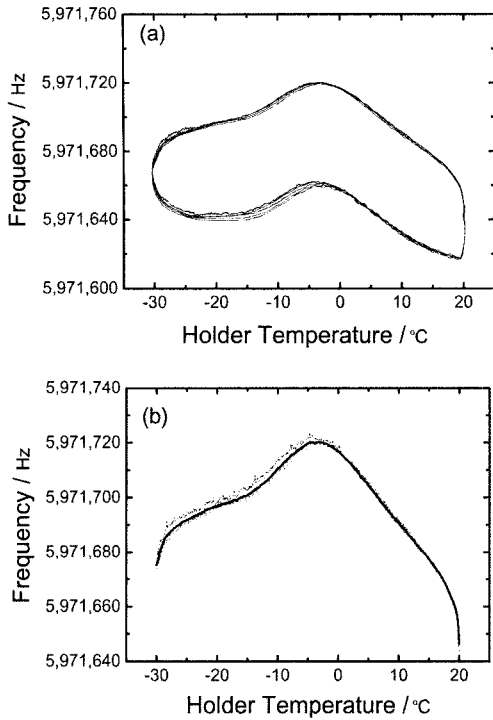 (a)
5,971,760
5,971,720
5,971,680
5,971,640
5,971,600
Frequency / Hz
-30 -20 -10 0 10 20
Holder Temperature / °C
(b)
5,971,740
5,971,720
5,971,700
5,971,680
5,971,660
5,971,640
Frequency / Hz
-30 -20 -10 0 10 20
Holder Temperature / °C